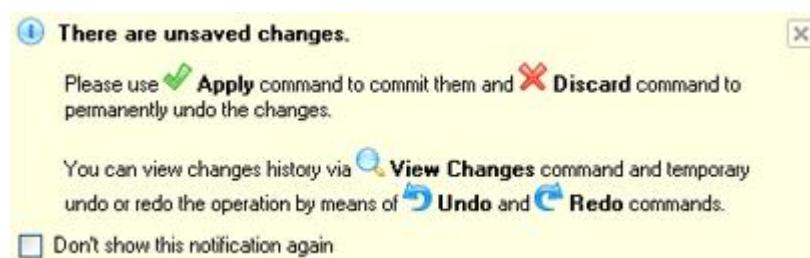 There are unsaved changes.
Please use Apply command to commit them and Discard command to
permanently undo the changes.
You can view changes history via View Changes command and temporary
undo or redo the operation by means of Undo and Redo commands.
Don't show this notification again